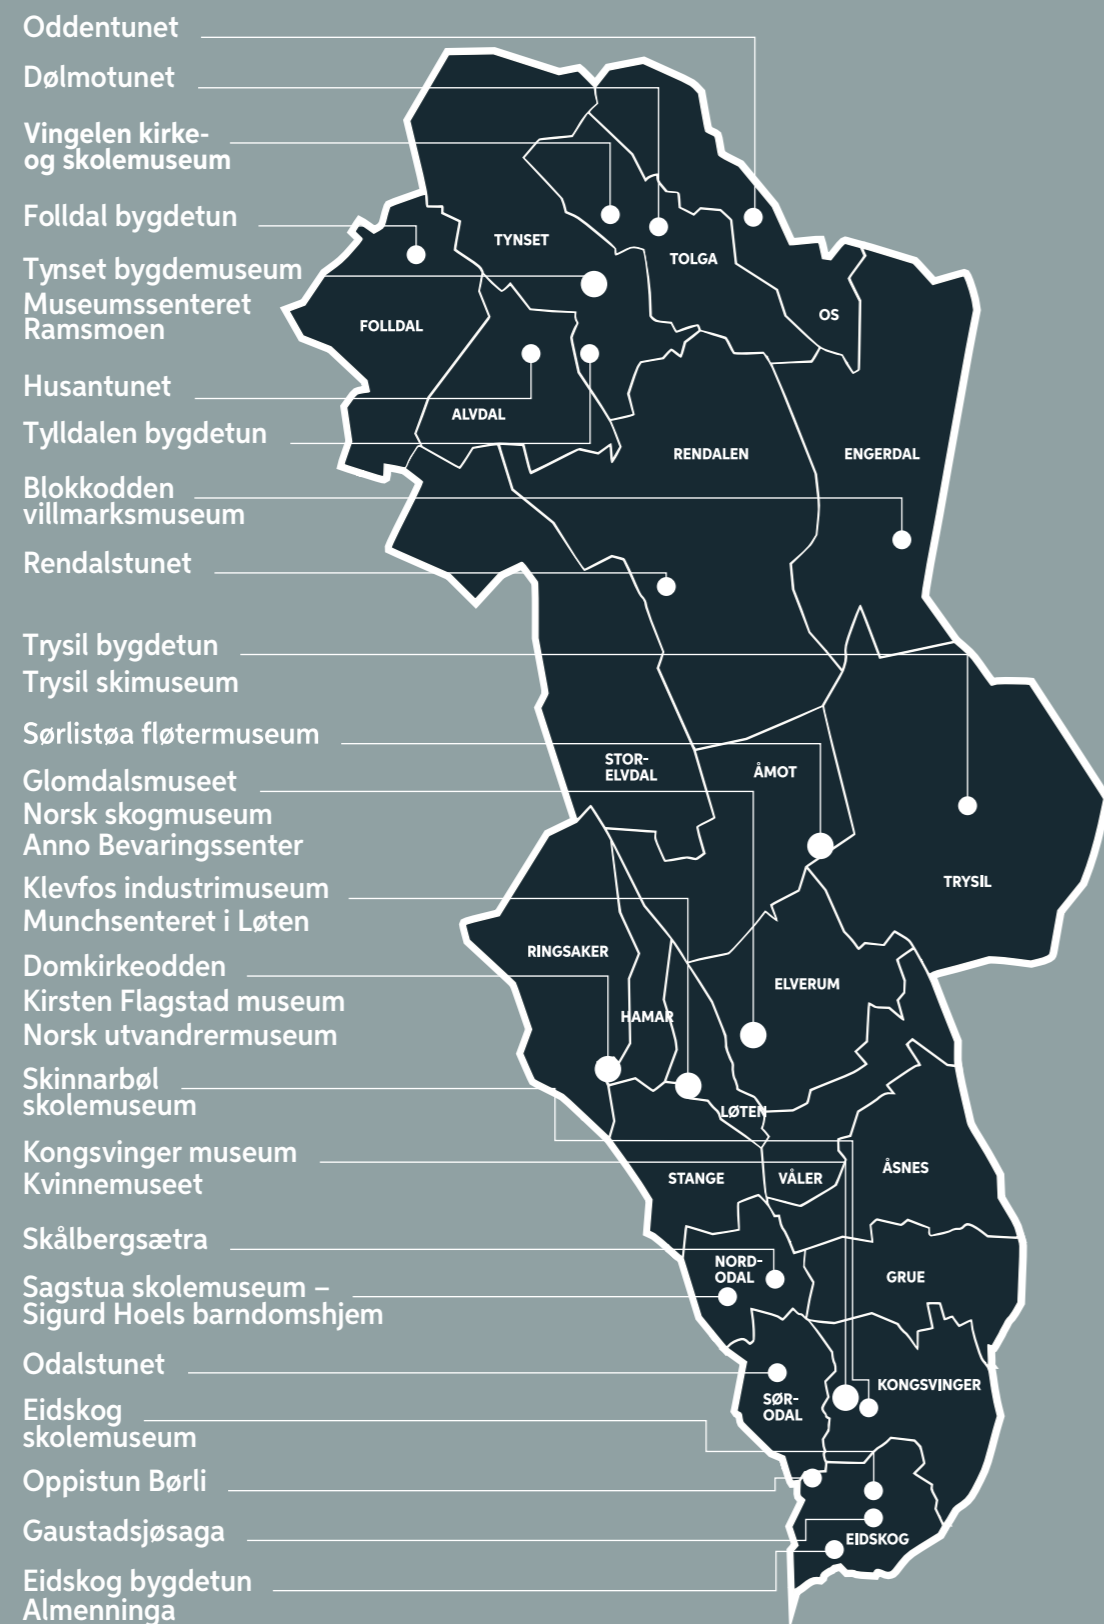 Oddentunet
Dølmotunet
Vingelen kirke-
og skolemuseum
Folldal bygdetun
Tynset bygdemuseum
Museumssenteret
Ramsmoen
Husantunet
Tylldalen bygdetun
Blokkodden
villmarksmuseum
Rendalstunet
Trysil bygdetun
Trysil skimuseum
Sørlistøa fløtermuseum
Glomdalsmuseet
Norsk skogmuseum
Anno Bevaringssenter
Klevfos industrimuseum
Munchsenteret i Løten
Domkirkeodden
Kirsten Flagstad museum
Norsk utvandrermuseum
Skinnarbøl
skolemuseum
Kongsvinger museum
Kvinnemuseet
Skålbergsætra
Sagstua skolemuseum –
Sigurd Hoels barndomshjem
Odalstunet
Eidskog
skolemuseum
Oppistun Børli
Gaustadsjøsaga
Eidskog bygdetun
Almenninga
TYNSET
TOLGA
OS
FOLLDAL
ALVDAL
RENDALEN
ENGERDAL
STOR-
ELVDAL
ÅMOT
TRYSIL
RINGSAKER
ELVERUM
HAMAR
LØTEN
STANGE
VÅLER
ÅSNES
NORD-
ODAL
GRUE
KONGSVINGER
SØR-
ODAL
EIDSKOG